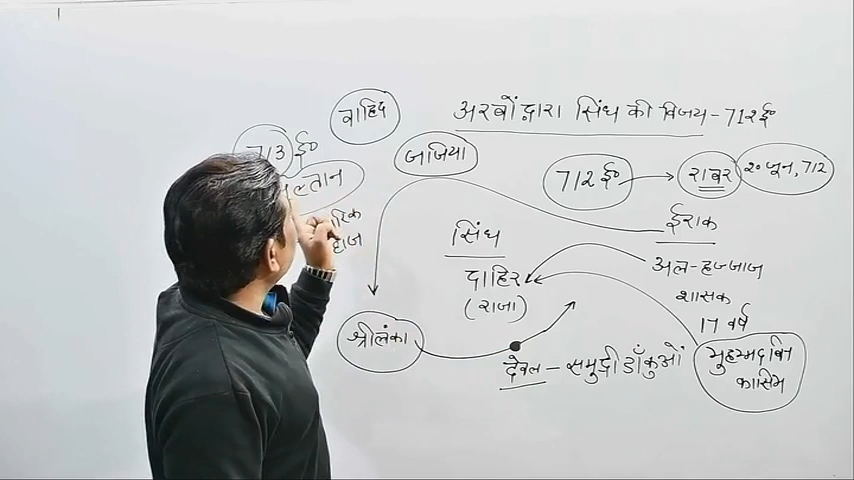 वाहिद
अरबों द्वारा सिंध की विजय - 712 ई०
713 ई०
जजिया
712 ई० → राबर
20 जून, 712
ल्तान
ईराक
सिंध
दाहिर
(राजा)
अल-हज्जाज
शासक
17 वर्ष
श्रीलंका
देवल - समुद्री डाँकुओं
मुहम्मद बिन
कासिम